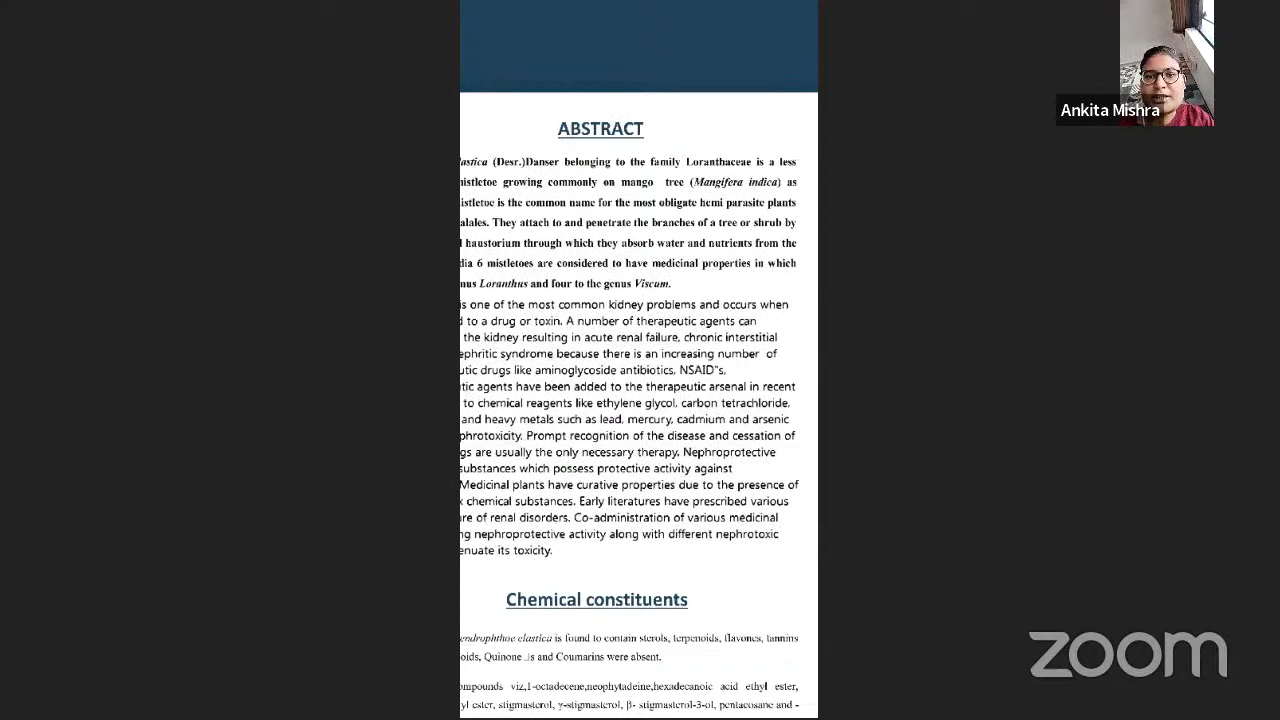 Ankita Mishra
ABSTRACT
lastica (Desr.)Danser belonging to the family Loranthaceae is a less
mistletoe growing commonly on mango tree (Mangifera indica) as
istletoe is the common name for the most obligate hemi parasite plants
alales. They attach to and penetrate the branches of a tree or shrub by
l haustorium through which they absorb water and nutrients from the
dia 6 mistletoes are considered to have medicinal properties in which
nus Loranthus and four to the genus Viscum.
is one of the most common kidney problems and occurs when
d to a drug or toxin. A number of therapeutic agents can
the kidney resulting in acute renal failure, chronic interstitial
ephritic syndrome because there is an increasing number of
utic drugs like aminoglycoside antibiotics, NSAID"s,
tic agents have been added to the therapeutic arsenal in recent
to chemical reagents like ethylene glycol, carbon tetrachloride,
and heavy metals such as lead, mercury, cadmium and arsenic
phrotoxicity. Prompt recognition of the disease and cessation of
gs are usually the only necessary therapy. Nephroprotective
substances which possess protective activity against
Medicinal plants have curative properties due to the presence of
x chemical substances. Early literatures have prescribed various
ure of renal disorders. Co-administration of various medicinal
ng nephroprotective activity along with different nephrotoxic
enuate its toxicity.
Chemical constituents
endrophthoe elastica is found to contain sterols, terpenoids, flavones, tannins
oids, Quinone □s and Coumarins were absent.
ompounds viz,1-octadecene,neophytadeine,hexadecanoic acid ethyl ester,
yl ester, stigmasterol, γ-stigmasterol, β- stigmasterol-3-ol, pentacosane and -
zoom